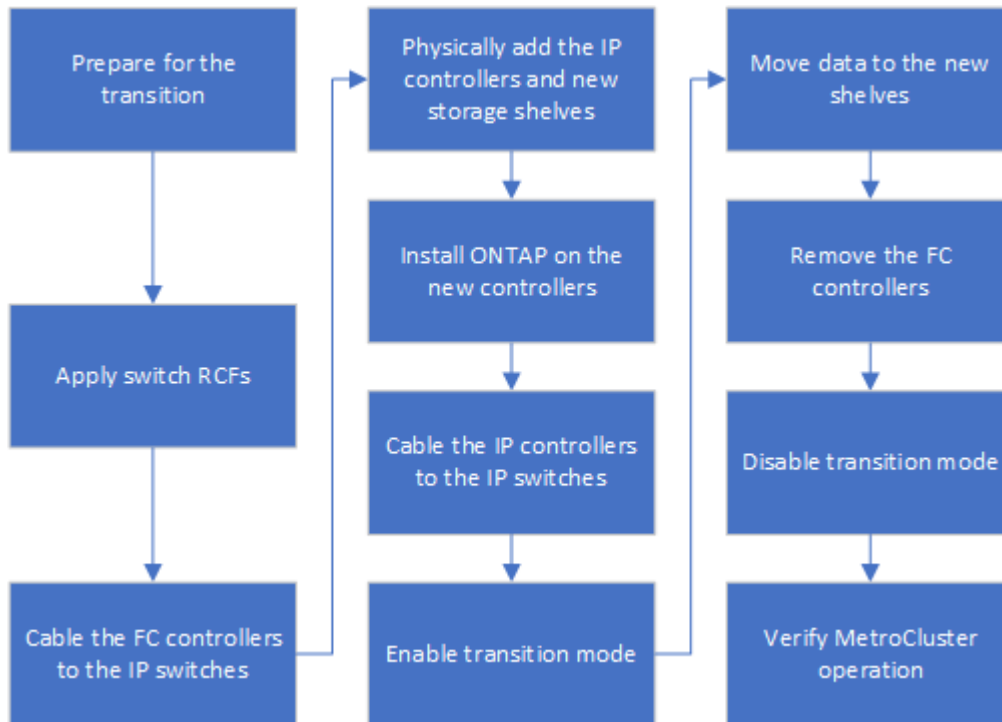 Prepare for the
transition
Apply switch RCFs
Cable the FC controllers
to the IP switches
Physically add the IP
controllers and new
storage shelves
Install ONTAP on the
new controllers
Cable the IP controllers
to the IP switches
Enable transition mode
Move data to the new
shelves
Remove the FC
controllers
Disable transition mode
Verify MetroCluster
operation